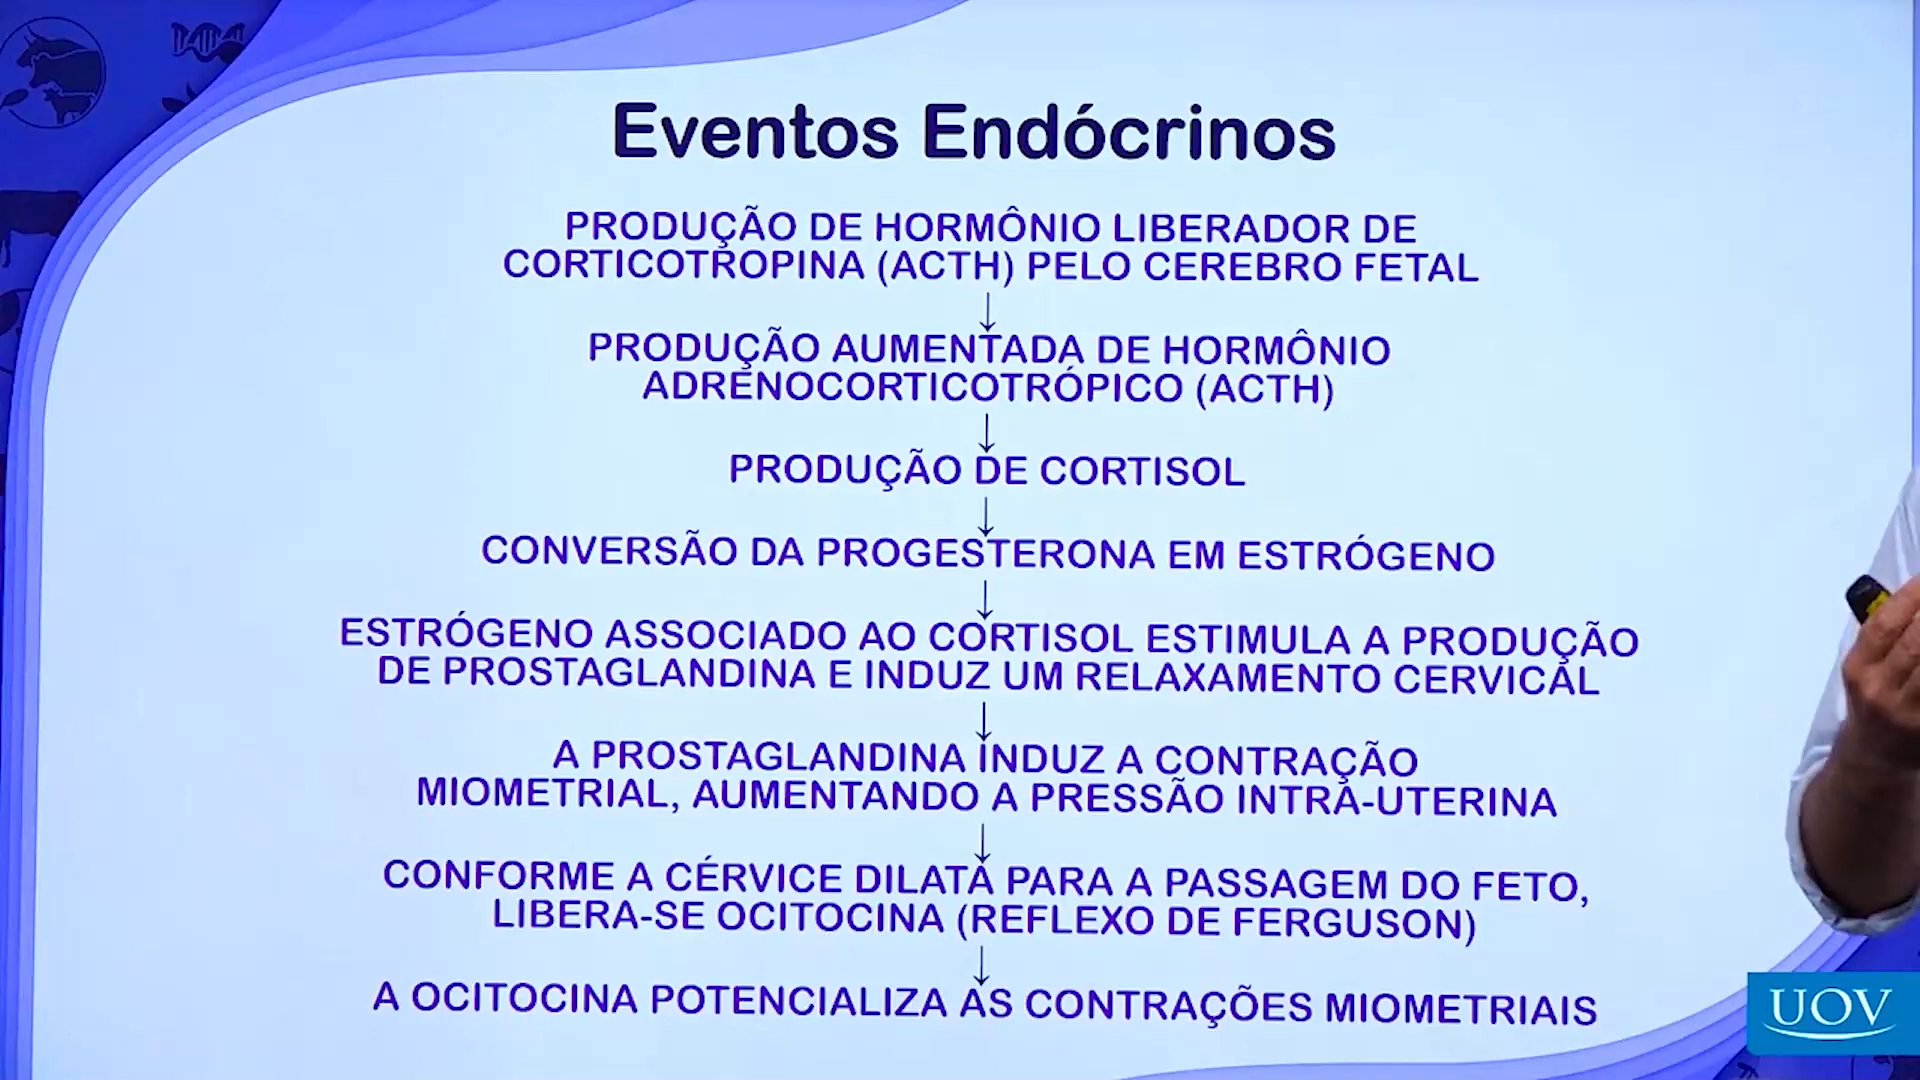 Eventos Endócrinos
PRODUÇÃO DE HORMÔNIO LIBERADOR DE
CORTICOTROPINA (ACTH) PELO CEREBRO FETAL
↓
PRODUÇÃO AUMENTADA DE HORMÔNIO
ADRENOCORTICOTRÓPICO (ACTH)
↓
PRODUÇÃO DE CORTISOL
↓
CONVERSÃO DA PROGESTERONA EM ESTRÓGENO
↓
ESTRÓGENO ASSOCIADO AO CORTISOL ESTIMULA A PRODUÇÃO
DE PROSTAGLANDINA E INDUZ UM RELAXAMENTO CERVICAL
↓
A PROSTAGLANDINA INDUZ A CONTRAÇÃO
MIOMETRIAL, AUMENTANDO A PRESSÃO INTRA-UTERINA
↓
CONFORME A CÉRVICE DILATA PARA A PASSAGEM DO FETO,
LIBERA-SE OCITOCINA (REFLEXO DE FERGUSON)
↓
A OCITOCINA POTENCIALIZA AS CONTRAÇÕES MIOMETRIAIS
UOV